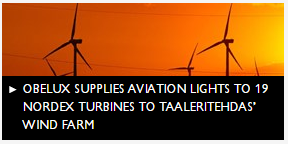 ► OBELUX SUPPLIES AVIATION LIGHTS TO 19
NORDEX TURBINES TO TAALERITEHDAS'
WIND FARM